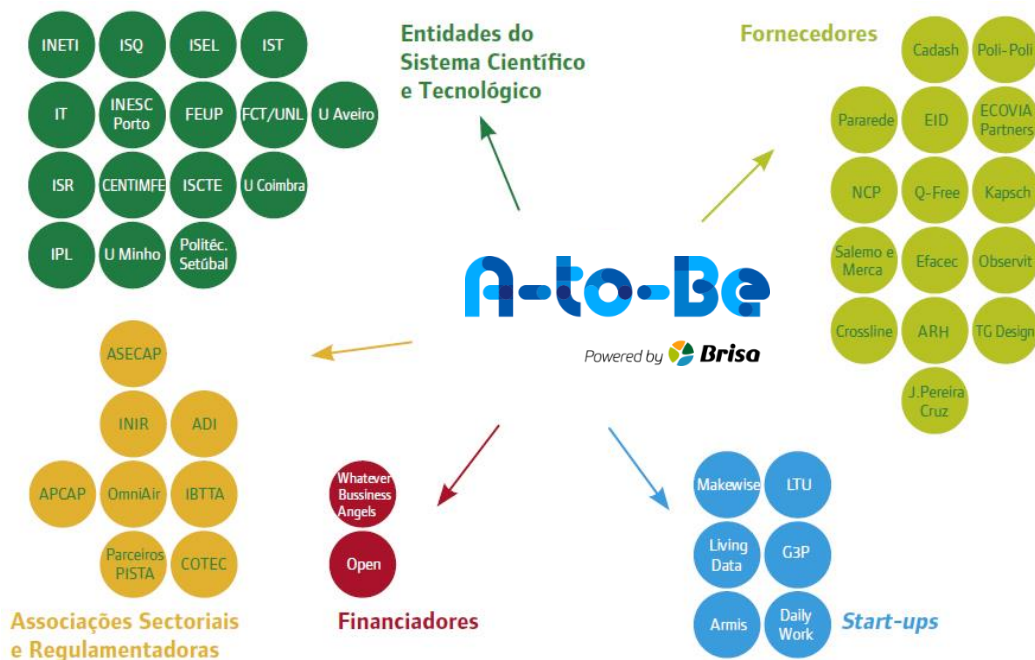 INETI
ISQ
ISEL
IST
IT
INESC
Porto
FEUP
FCT/UNL
U Aveiro
ISR
CENTIMFE
ISCTE
U Coimbra
IPL
U Minho
Politéc.
Setúbal
Entidades do
Sistema Científico
e Tecnológico
Fornecedores
Cadash
Poli-Poli
Pararede
EID
ECOVIA
Partners
NCP
Q-Free
Kapsch
Salemo e
Merca
Efacec
Observit
Crossline
ARH
TG Design
J.Pereira
Cruz
A-to-Be
Powered by Brisa
ASECAP
INIR
ADI
APCAP
OmniAir
IBTTA
Parceiros
PISTA
COTEC
Associações Sectoriais
e Regulamentadoras
Whatever
Bussiness
Angels
Open
Financiadores
Makewise
LTU
Living
Data
G3P
Armis
Daily
Work
Start-ups